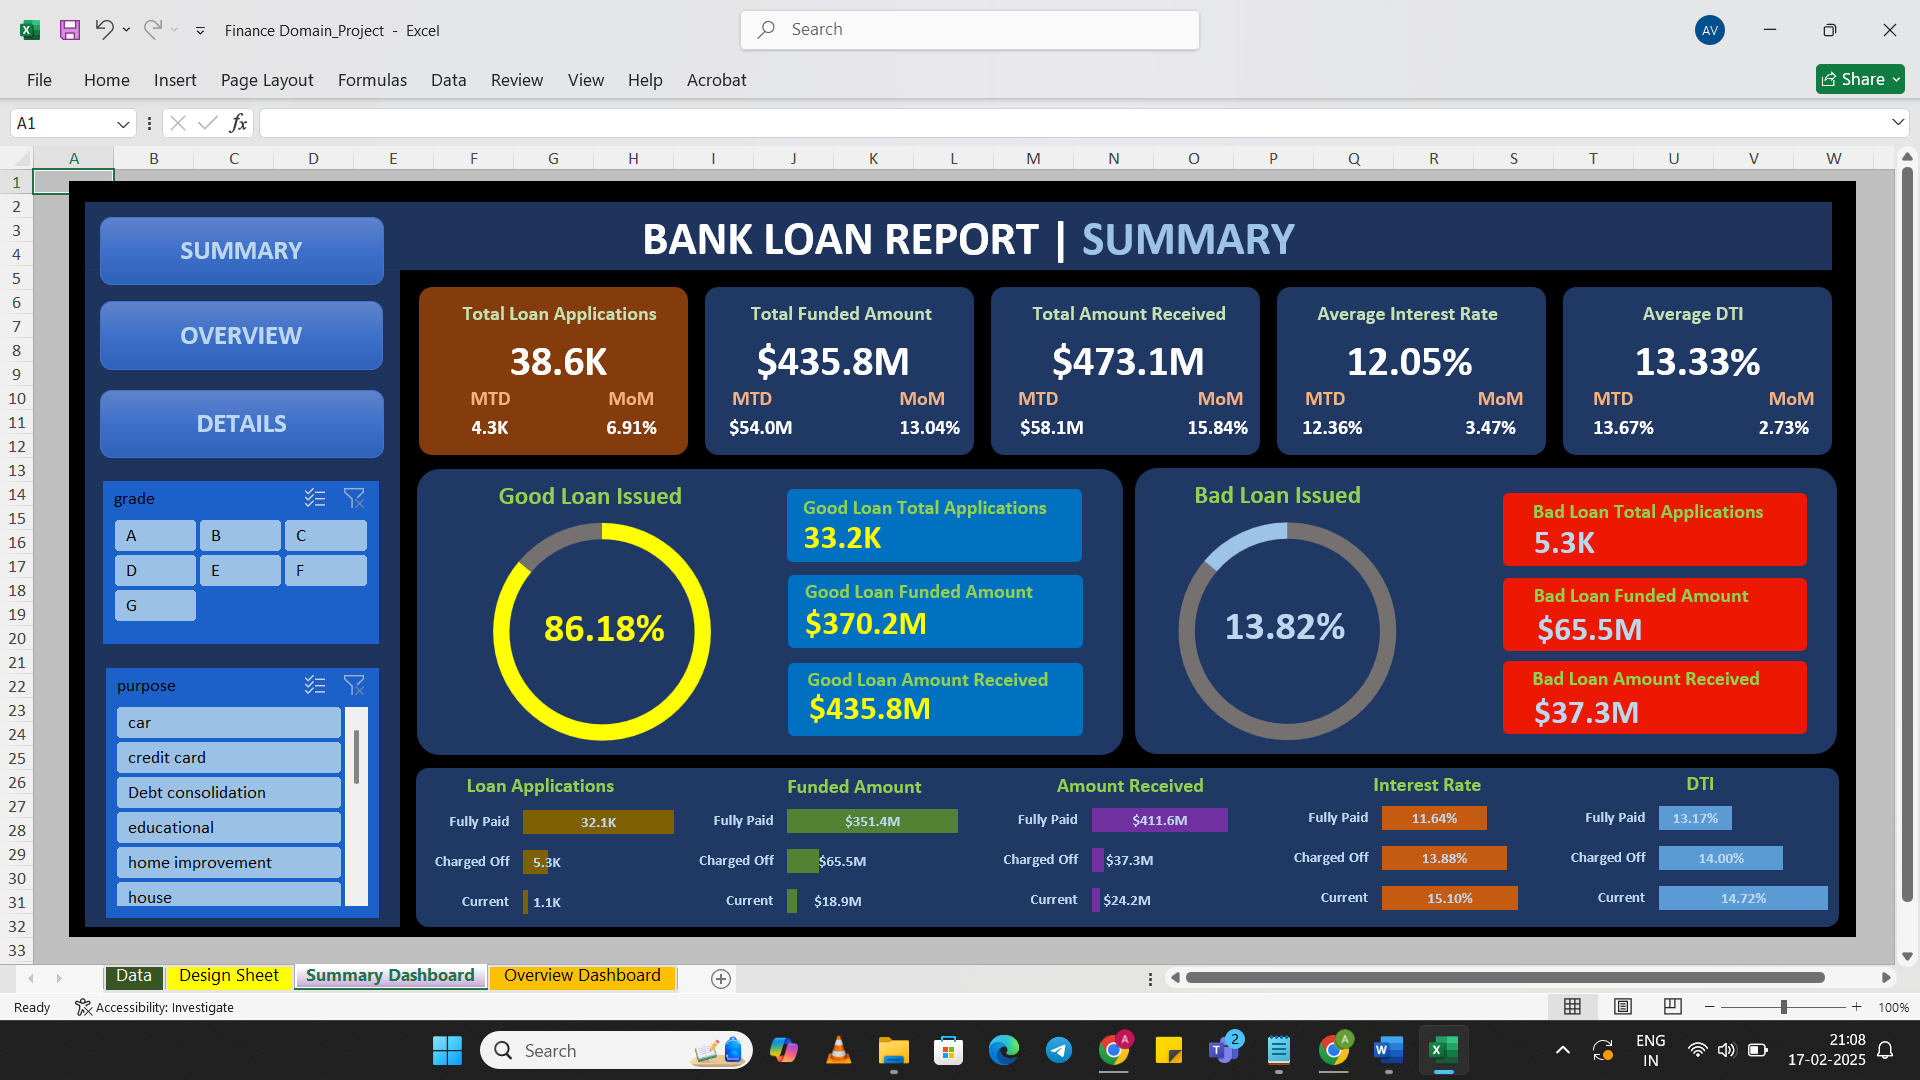 Finance Domain_Project - Excel
Search
AV
File Home Insert Page Layout Formulas Data Review View Help Acrobat
Share
A1
fx
A B C D E F G H I J K L M N O P Q R S T U V W
1
2
3
4
5
6
7
8
9
10
11
12
13
14
15
16
17
18
19
20
21
22
23
24
25
26
27
28
29
30
31
32
33
BANK LOAN REPORT | SUMMARY
SUMMARY
OVERVIEW
DETAILS
grade
A B C
D E F
G
purpose
car
credit card
Debt consolidation
educational
home improvement
house
Total Loan Applications
38.6K
MTD MoM
4.3K 6.91%
Total Funded Amount
$435.8M
MTD MoM
$54.0M 13.04%
Total Amount Received
$473.1M
MTD MoM
$58.1M 15.84%
Average Interest Rate
12.05%
MTD MoM
12.36% 3.47%
Average DTI
13.33%
MTD MoM
13.67% 2.73%
Good Loan Issued
86.18%
Good Loan Total Applications
33.2K
Good Loan Funded Amount
$370.2M
Good Loan Amount Received
$435.8M
Bad Loan Issued
13.82%
Bad Loan Total Applications
5.3K
Bad Loan Funded Amount
$65.5M
Bad Loan Amount Received
$37.3M
Loan Applications
Fully Paid 32.1K
Charged Off 5.3K
Current 1.1K
Funded Amount
Fully Paid $351.4M
Charged Off $65.5M
Current $18.9M
Amount Received
Fully Paid $411.6M
Charged Off $37.3M
Current $24.2M
Interest Rate
Fully Paid 11.64%
Charged Off 13.88%
Current 15.10%
DTI
Fully Paid 13.17%
Charged Off 14.00%
Current 14.72%
Data Design Sheet Summary Dashboard Overview Dashboard
Ready Accessibility: Investigate 100%
Search
A
2
A
ENG
IN
21:08
17-02-2025